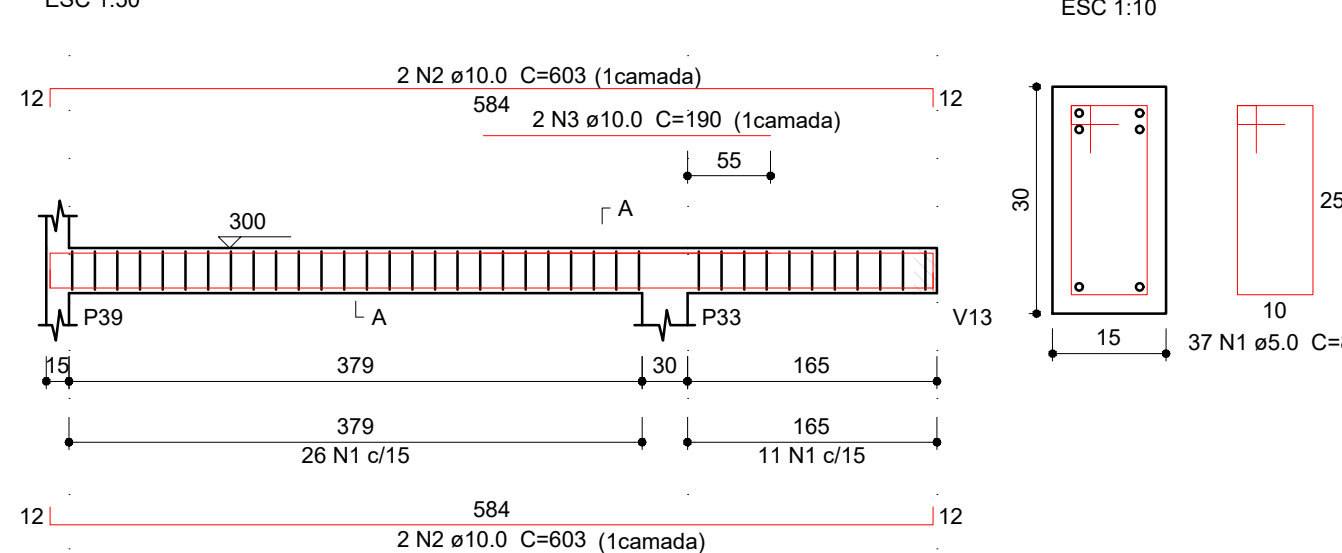 ESC 1:50
ESC 1:10
2 N2 ø10.0 C=603 (1camada)
12
584
12
2 N3 ø10.0 C=190 (1camada)
55
A
300
30
25
P39
A
P33
V13
10
15
37 N1 ø5.0 C=
15
379
30
165
379
165
26 N1 c/15
11 N1 c/15
12
584
12
2 N2 ø10.0 C=603 (1camada)